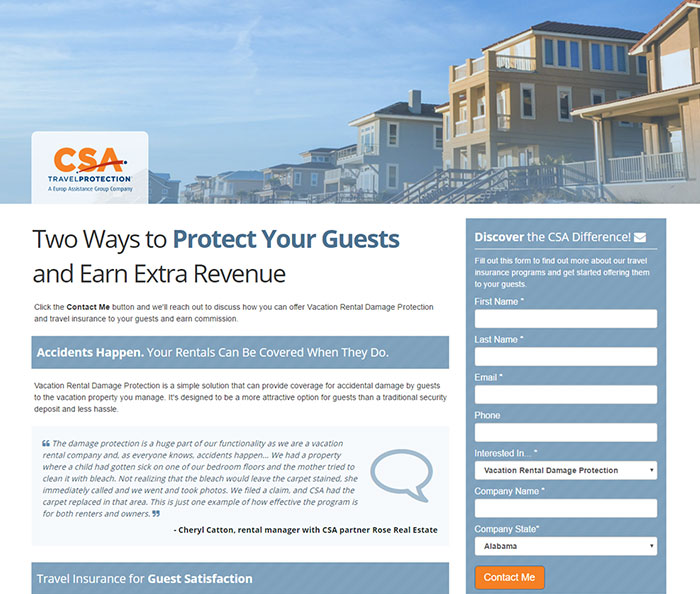 CSA
TRAVEL PROTECTION
A Europ Assistance Group Company
Two Ways to Protect Your Guests
and Earn Extra Revenue
Click the Contact Me button and we'll reach out to discuss how you can offer Vacation Rental Damage Protection
and travel insurance to your guests and earn commission.
Accidents Happen. Your Rentals Can Be Covered When They Do.
Vacation Rental Damage Protection is a simple solution that can provide coverage for accidental damage by guests
to the vacation property you manage. It's designed to be a more attractive option for guests than a traditional security
deposit and less hassle.
❝ The damage protection is a huge part of our functionality as we are a vacation
rental company and, as everyone knows, accidents happen... We had a property
where a child had gotten sick on one of our bedroom floors and the mother tried to
clean it with bleach. Not realizing that the bleach would leave the carpet stained, she
immediately called and we went and took photos. We filed a claim, and CSA had the
carpet replaced in that area. This is just one example of how effective the program is
for both renters and owners. ❞
- Cheryl Catton, rental manager with CSA partner Rose Real Estate
Travel Insurance for Guest Satisfaction
Discover the CSA Difference!
Fill out this form to find out more about our travel
insurance programs and get started offering them
to your guests.
First Name *
Last Name *
Email *
Phone
Interested In... *
Vacation Rental Damage Protection
Company Name *
Company State*
Alabama
Contact Me